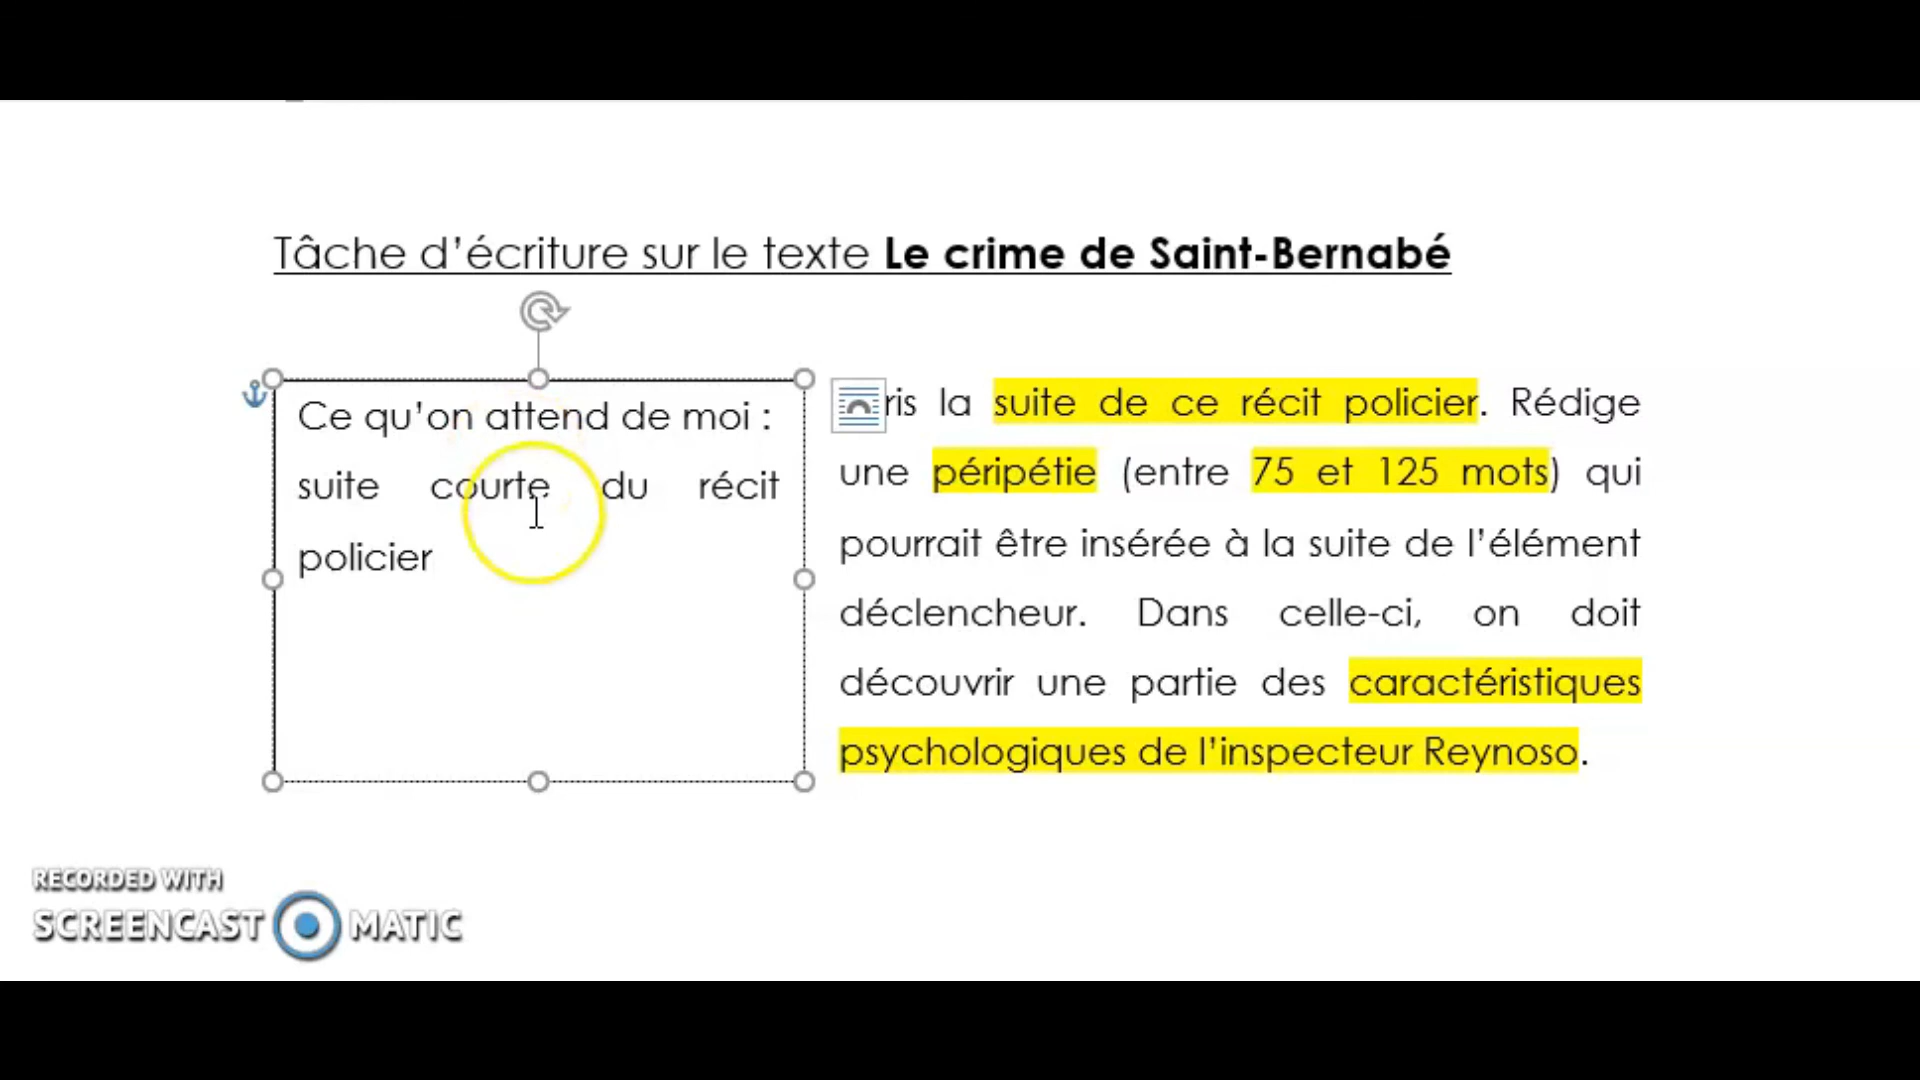 Tâche d’écriture sur le texte Le crime de Saint-Bernabé
Ce qu’on attend de moi :
suite courte du récit
policier
ris la suite de ce récit policier. Rédige
une péripétie (entre 75 et 125 mots) qui
pourrait être insérée à la suite de l’élément
déclencheur. Dans celle-ci, on doit
découvrir une partie des caractéristiques
psychologiques de l’inspecteur Reynoso.
RECORDED WITH
SCREENCAST MATIC